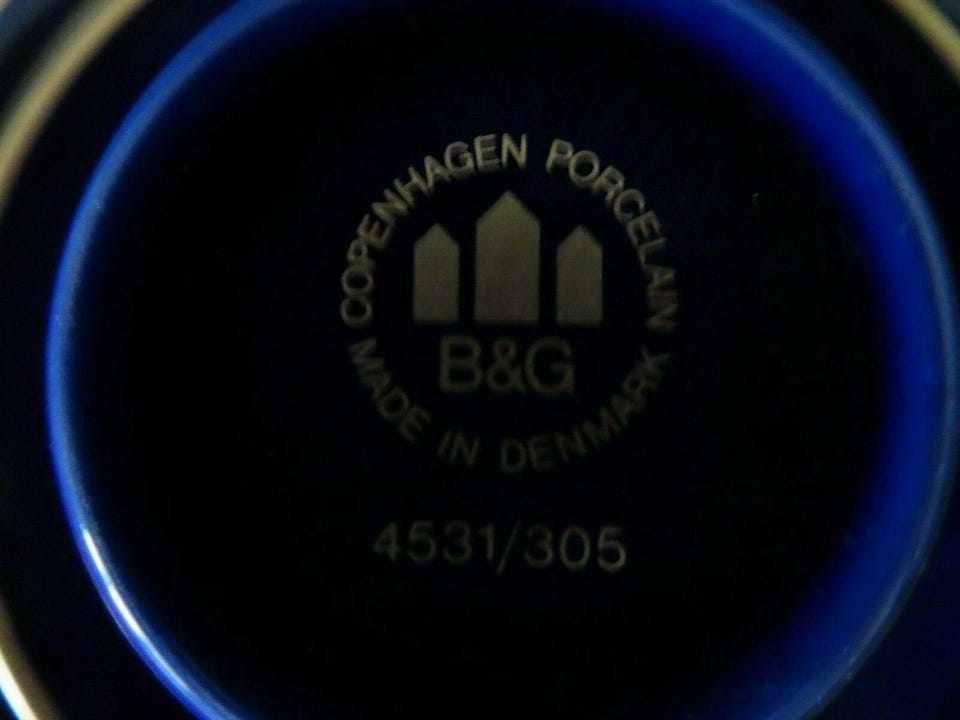 COPENHAGEN PORCELAIN
B&G
MADE IN DENMARK
4531/305